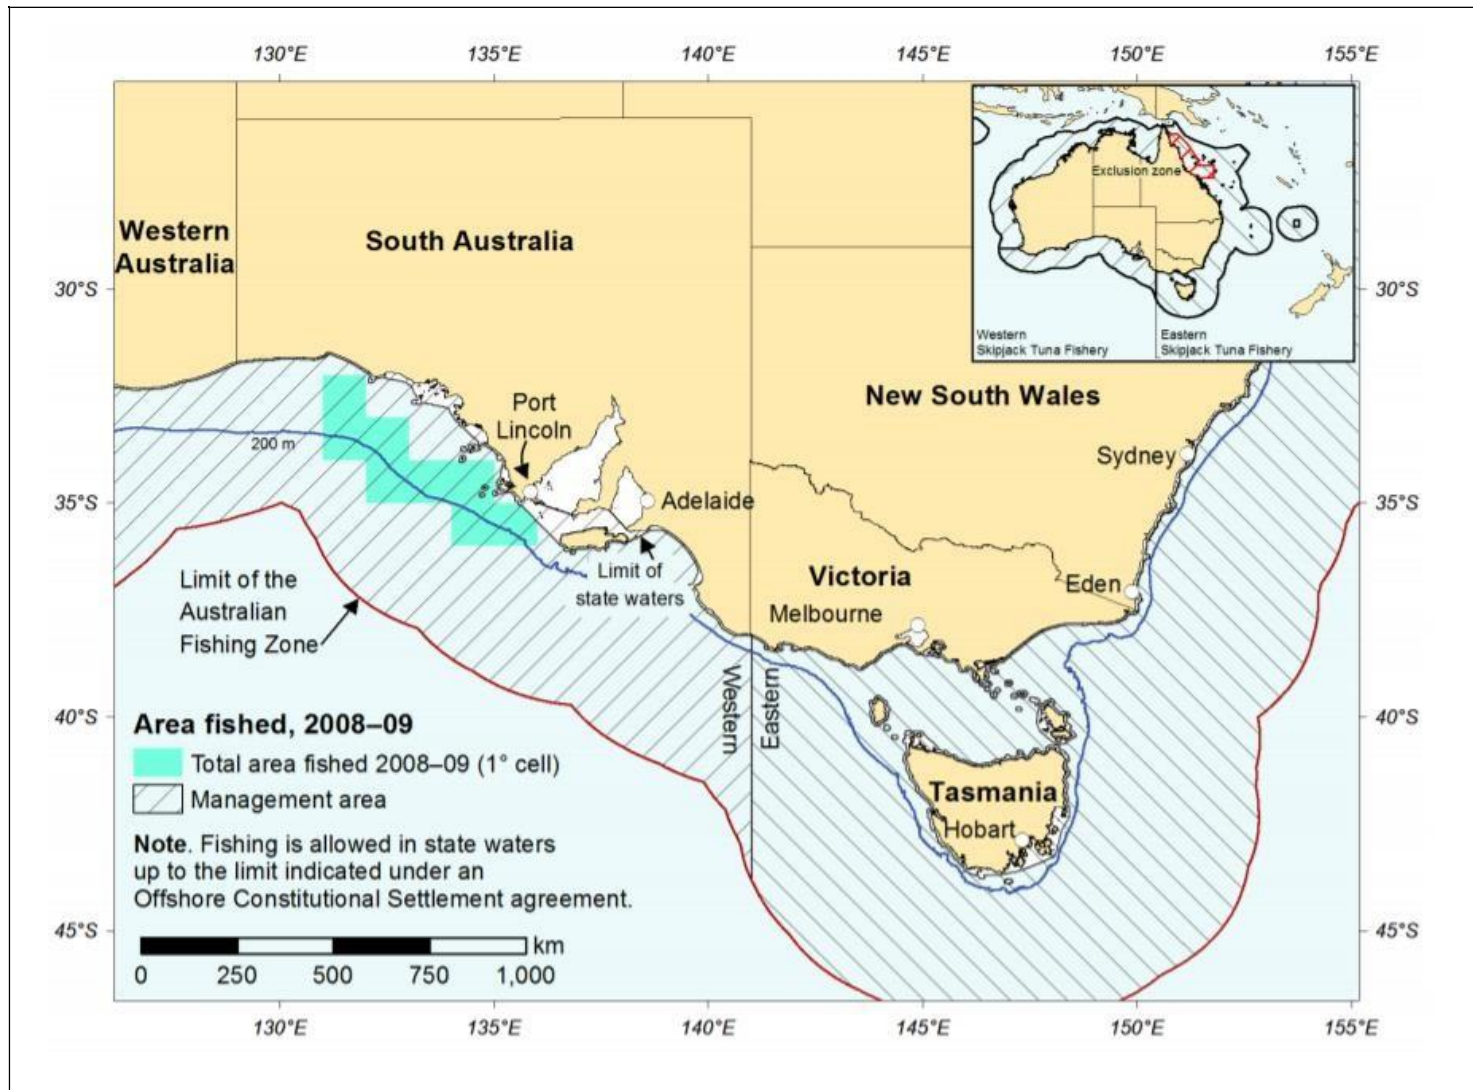 130°E 135°E 140°E 145°E 150°E 155°E
Exclusion zone
Western
Skipjack Tuna Fishery
Eastern
Skipjack Tuna Fishery
Western
Australia
South Australia
30°S
30°S
New South Wales
Port
Lincoln
200 m
Sydney
Adelaide
35°S
35°S
Limit of
state waters
Victoria
Eden
Melbourne
Limit of the
Australian
Fishing Zone
Western
Eastern
40°S
40°S
Area fished, 2008–09
Total area fished 2008–09 (1° cell)
Management area
Tasmania
Hobart
Note. Fishing is allowed in state waters
up to the limit indicated under an
Offshore Constitutional Settlement agreement.
45°S
45°S
km
0 250 500 750 1,000
130°E 135°E 140°E 145°E 150°E 155°E